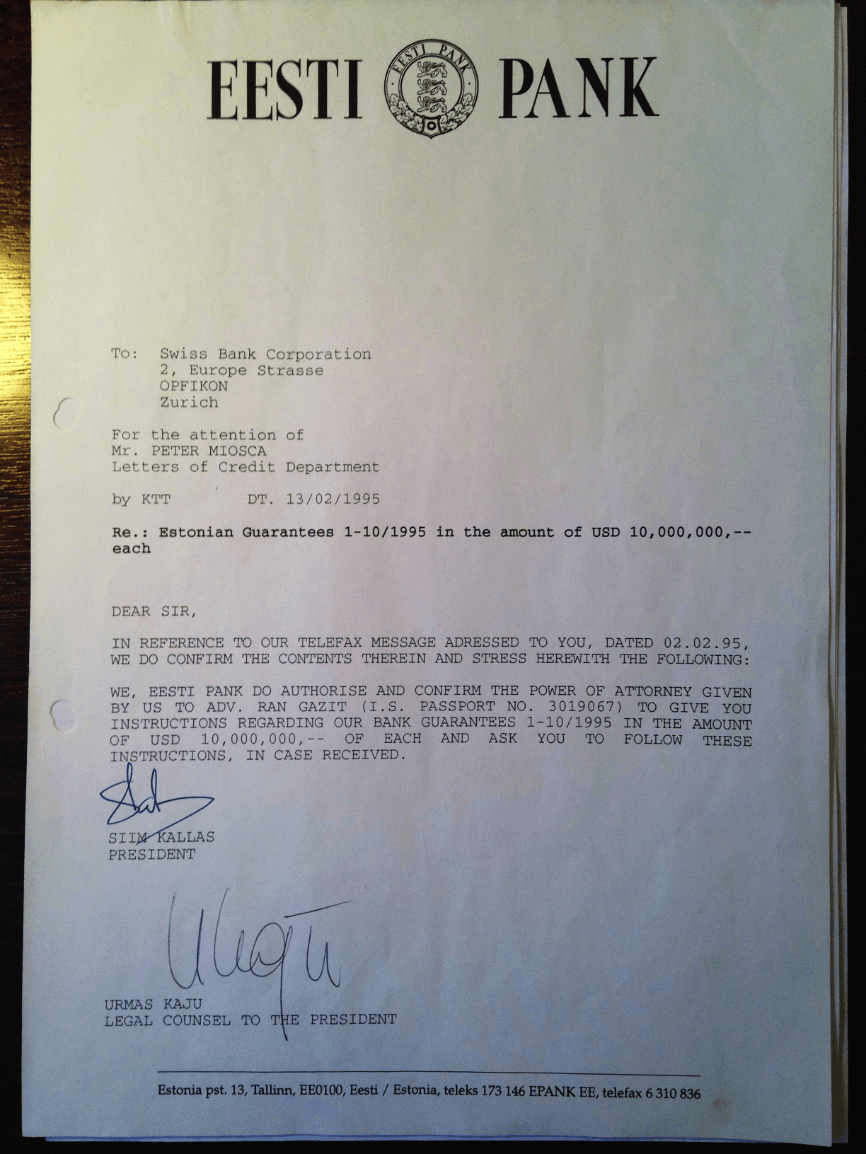 EESTI PANK
EESTI PANK
To: Swiss Bank Corporation
2, Europe Strasse
OPFIKON
Zurich
For the attention of
Mr. PETER MIOSCA
Letters of Credit Department
by KTT DT. 13/02/1995
Re.: Estonian Guarantees 1-10/1995 in the amount of USD 10,000,000,--
each
DEAR SIR,
IN REFERENCE TO OUR TELEFAX MESSAGE ADRESSED TO YOU, DATED 02.02.95,
WE DO CONFIRM THE CONTENTS THEREIN AND STRESS HEREWITH THE FOLLOWING:
WE, EESTI PANK DO AUTHORISE AND CONFIRM THE POWER OF ATTORNEY GIVEN
BY US TO ADV. RAN GAZIT (I.S. PASSPORT NO. 3019067) TO GIVE YOU
INSTRUCTIONS REGARDING OUR BANK GUARANTEES 1-10/1995 IN THE AMOUNT
OF USD 10,000,000,-- OF EACH AND ASK YOU TO FOLLOW THESE
INSTRUCTIONS, IN CASE RECEIVED.
SIIM KALLAS
PRESIDENT
URMAS KAJU
LEGAL COUNSEL TO THE PRESIDENT
Estonia pst. 13, Tallinn, EE0100, Eesti / Estonia, teleks 173 146 EPANK EE, telefax 6 310 836